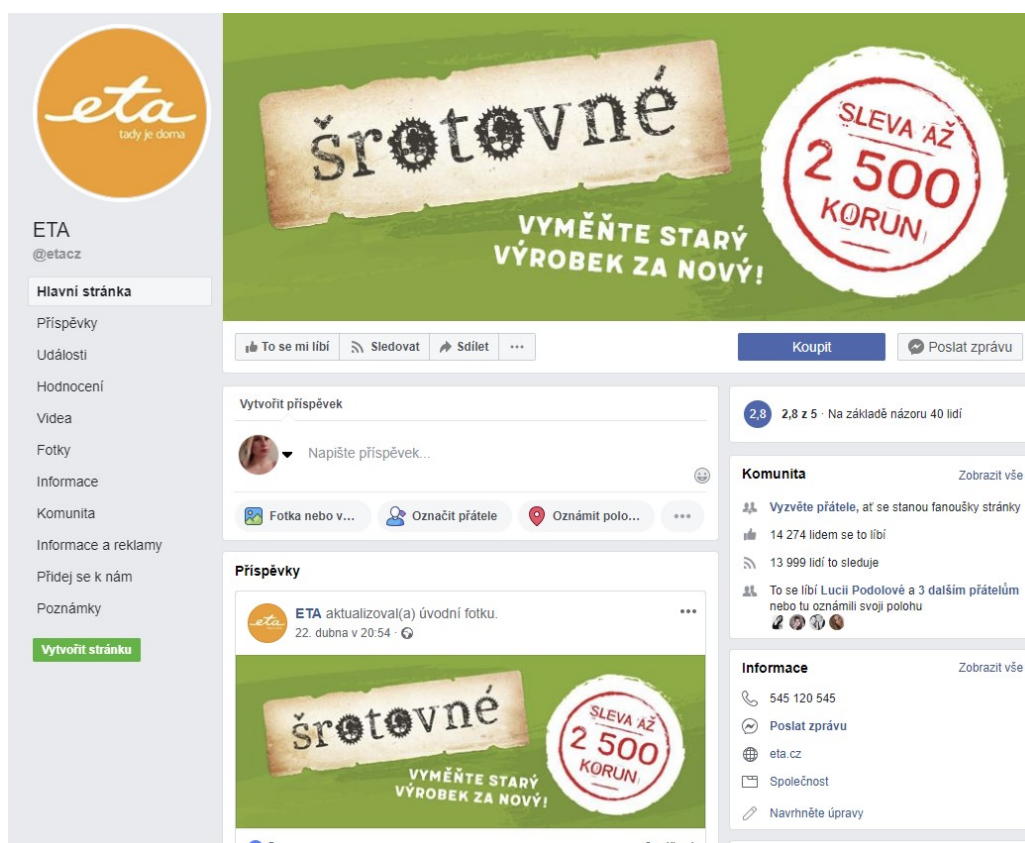 eta
tady je doma
ETA
@etacz
Hlavní stránka
Příspěvky
Události
Hodnocení
Videa
Fotky
Informace
Komunita
Informace a reklamy
Přidej se k nám
Poznámky
Vytvořit stránku
šrotovné
VYMĚŇTE STARÝ
VÝROBEK ZA NOVÝ!
SLEVA AŽ
2 500
KORUN
To se mi líbí
Sledovat
Sdílet
Koupit
Poslat zprávu
Vytvořit příspěvek
Napište příspěvek...
Fotka nebo v...
Označit přátele
Oznámit polo...
Příspěvky
eta
ETA aktualizoval(a) úvodní fotku.
22. dubna v 20:54 ·
šrotovné
VYMĚŇTE STARÝ
VÝROBEK ZA NOVÝ!
SLEVA AŽ
2 500
KORUN
2,8
2,8 z 5 · Na základě názoru 40 lidí
Komunita
Zobrazit vše
Vyzvěte přátele, ať se stanou fanoušky stránky
14 274 lidem se to líbí
13 999 lidí to sleduje
To se líbí Lucii Podolové a 3 dalším přátelům
nebo tu oznámili svoji polohu
Informace
Zobrazit vše
545 120 545
Poslat zprávu
eta.cz
Společnost
Navrhněte úpravy